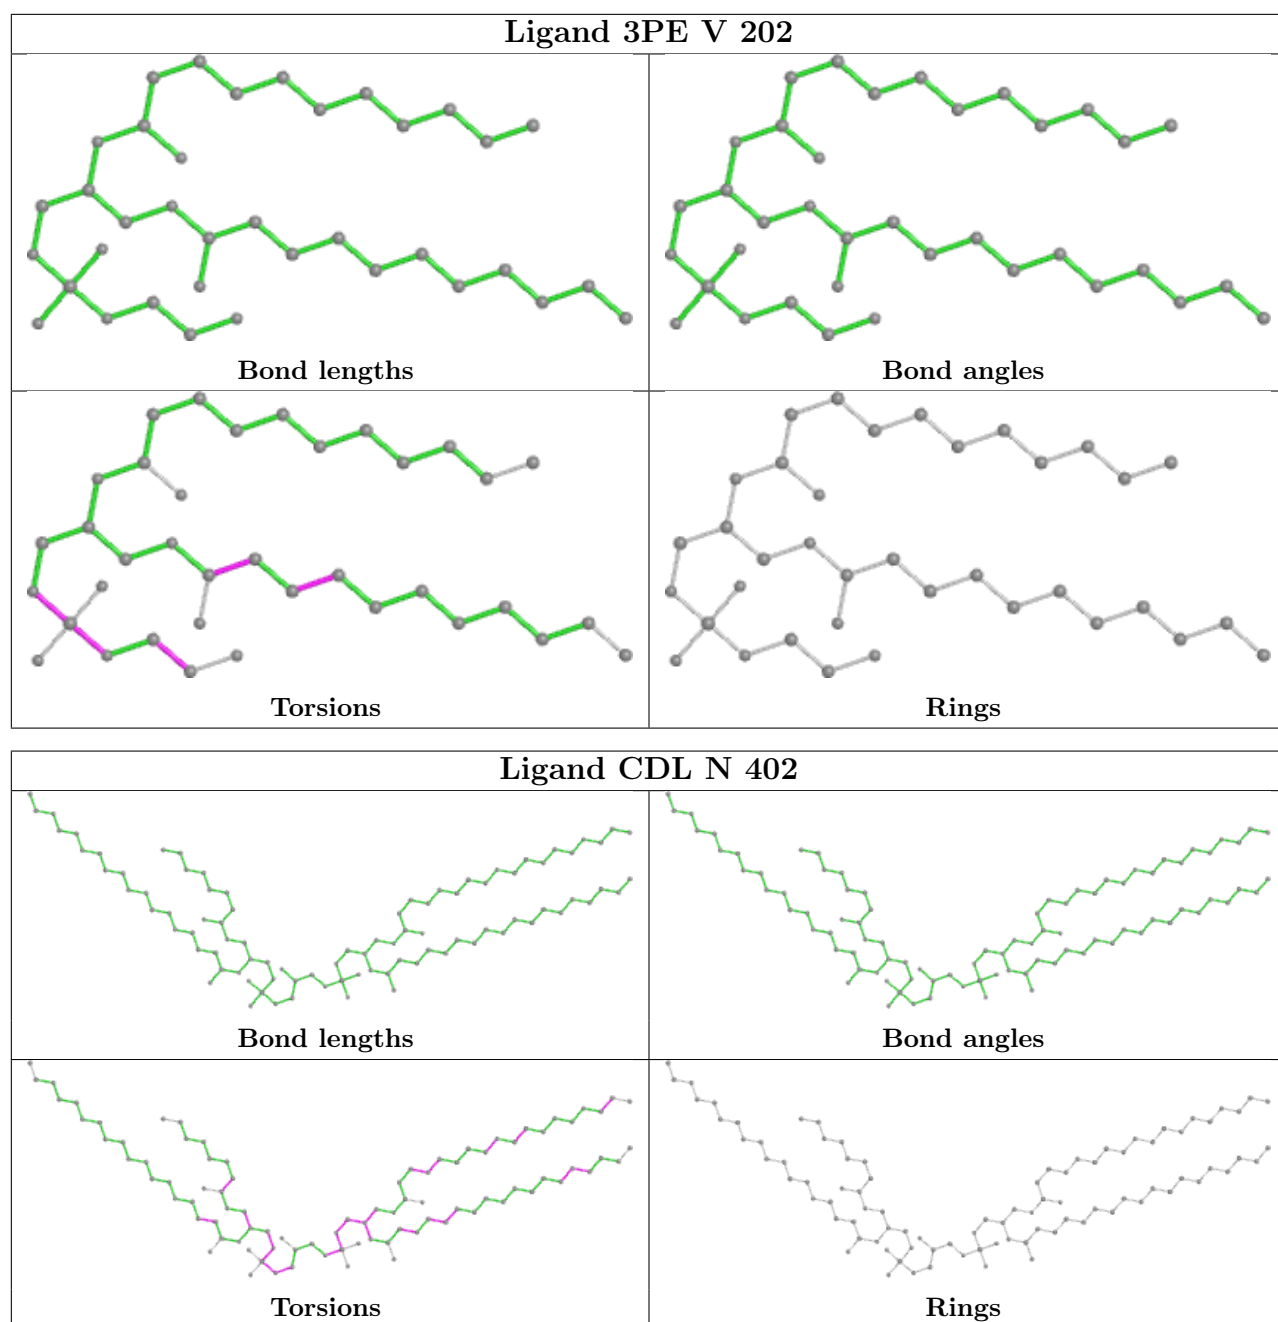 Ligand 3PE V 202
Bond lengths
Bond angles
Torsions
Rings
Ligand CDL N 402
Bond lengths
Bond angles
Torsions
Rings